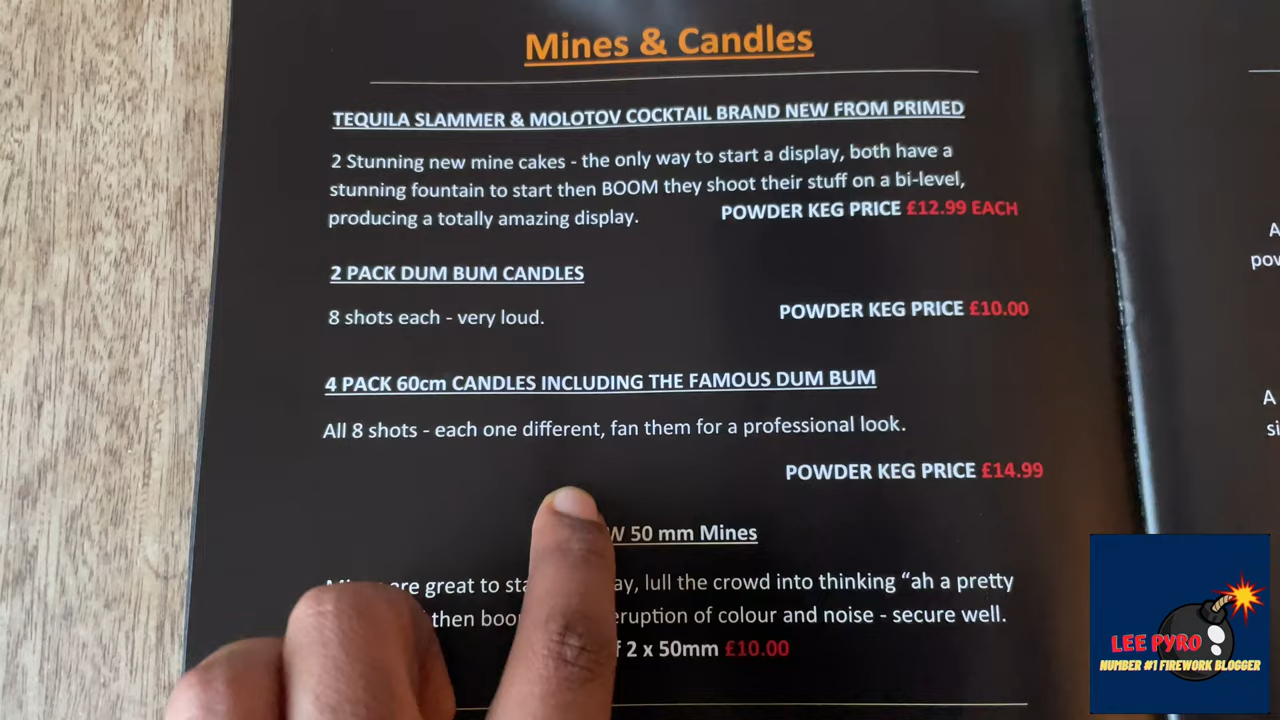 Mines & Candles
TEQUILA SLAMMER & MOLOTOV COCKTAIL BRAND NEW FROM PRIMED
2 Stunning new mine cakes - the only way to start a display, both have a
stunning fountain to start then BOOM they shoot their stuff on a bi-level,
producing a totally amazing display. POWDER KEG PRICE £12.99 EACH
2 PACK DUM BUM CANDLES
8 shots each - very loud. POWDER KEG PRICE £10.00
4 PACK 60cm CANDLES INCLUDING THE FAMOUS DUM BUM
All 8 shots - each one different, fan them for a professional look.
POWDER KEG PRICE £14.99
50 mm Mines
great to lull the crowd into thinking “ah a pretty
then of colour and noise - secure well.
2 x 50mm £10.00
A
LEE PYRO
NUMBER #1 FIREWORK BLOGGER